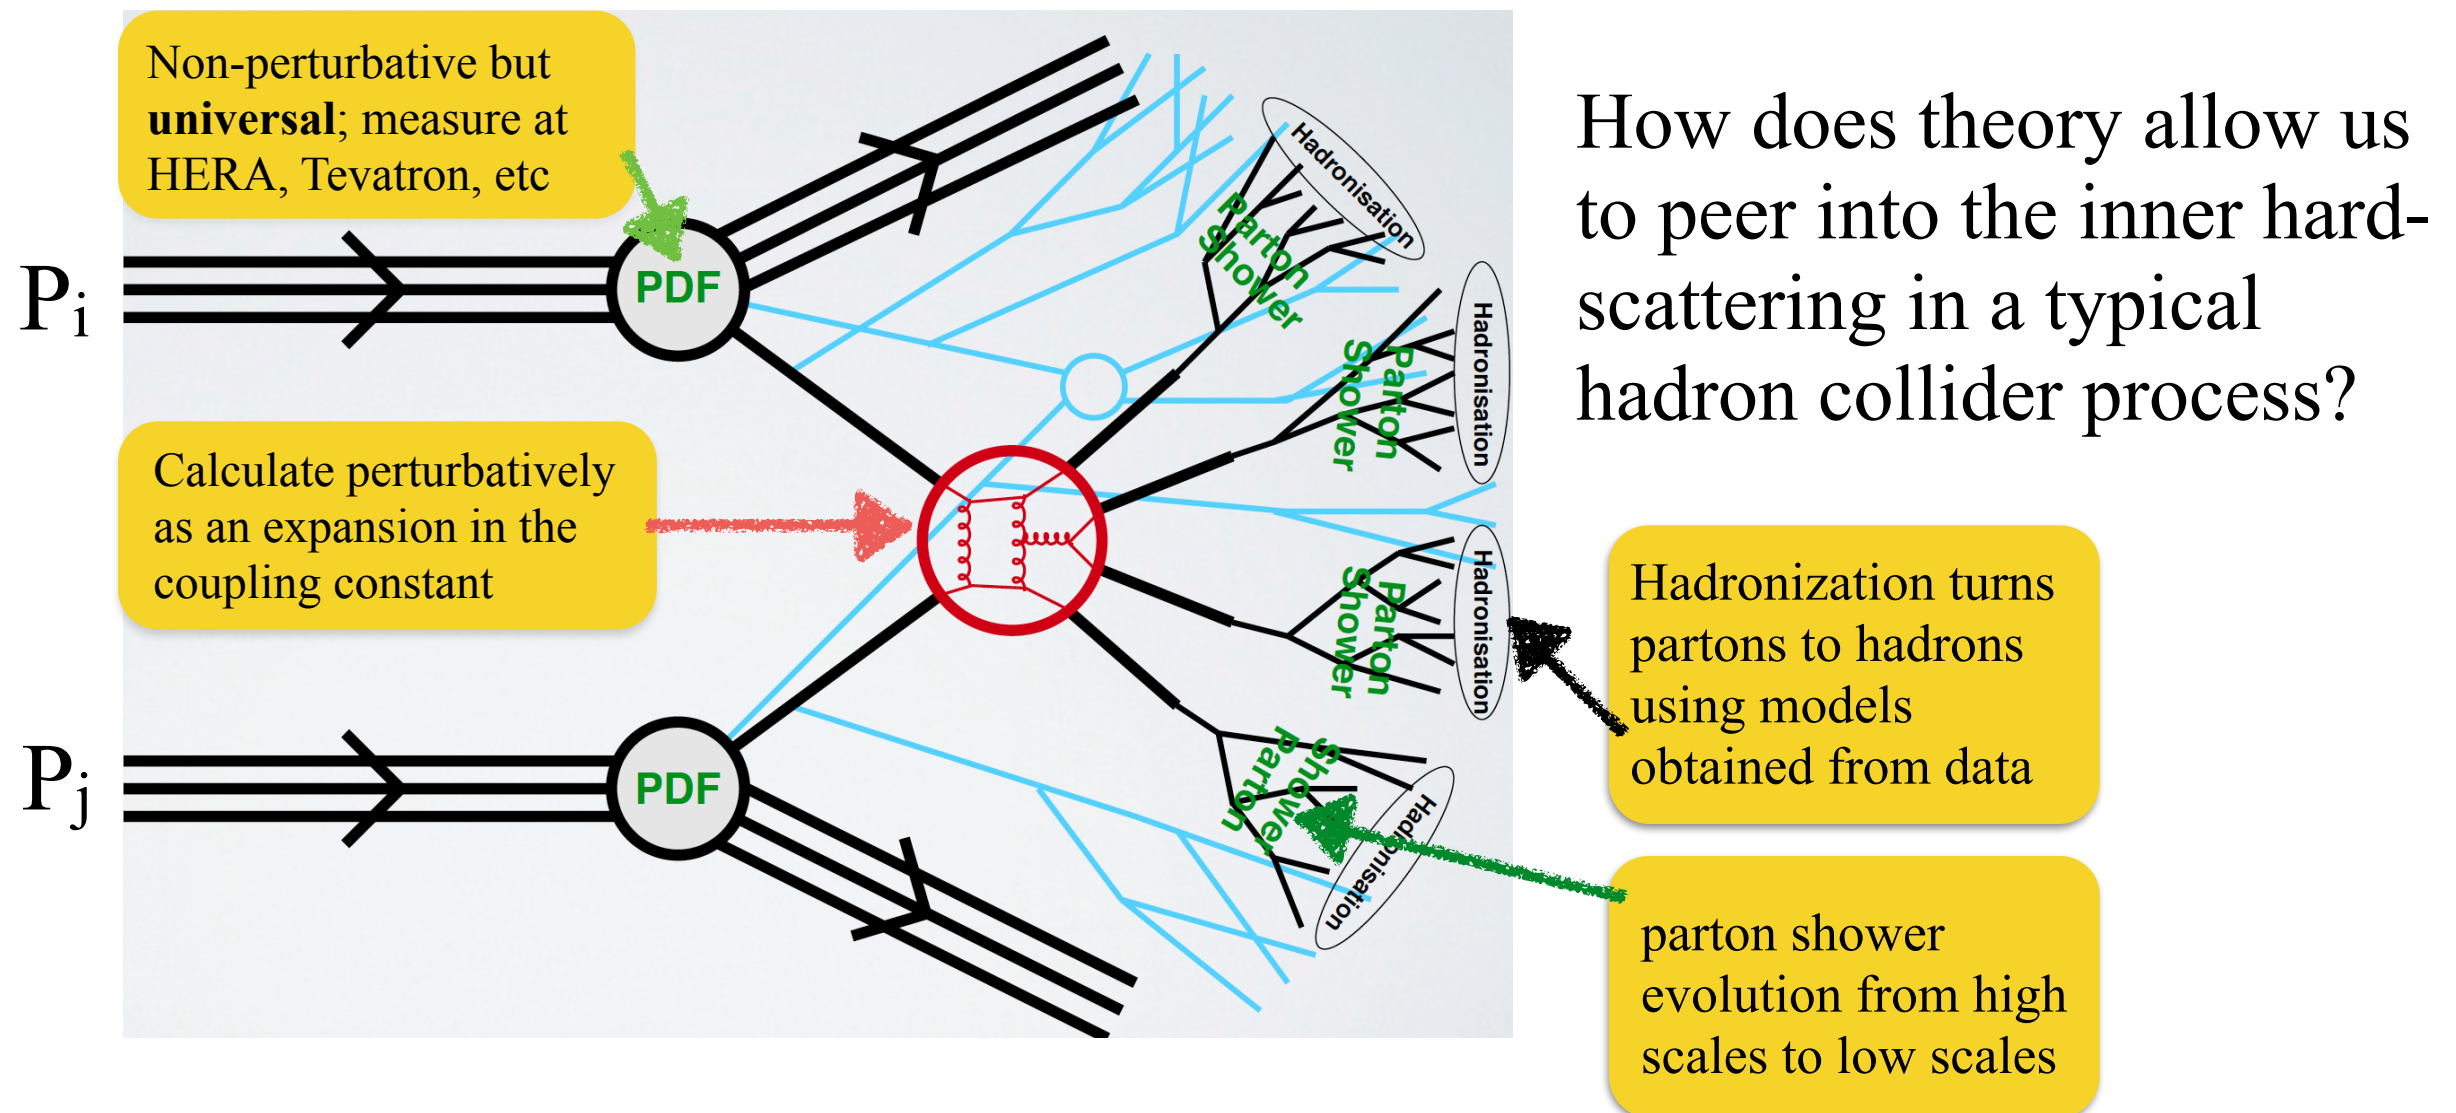 Non-perturbative but
universal; measure at
HERA, Tevatron, etc
How does theory allow us
to peer into the inner hard-
scattering in a typical
hadron collider process?
Pi
PDF
Hadronisation
Parton
Shower
Hadronisation
Parton
Shower
Calculate perturbatively
as an expansion in the
coupling constant
Hadronisation
Parton
Shower
Hadronization turns
partons to hadrons
using models
obtained from data
Pj
PDF
Parton
Shower
Hadronisation
parton shower
evolution from high
scales to low scales